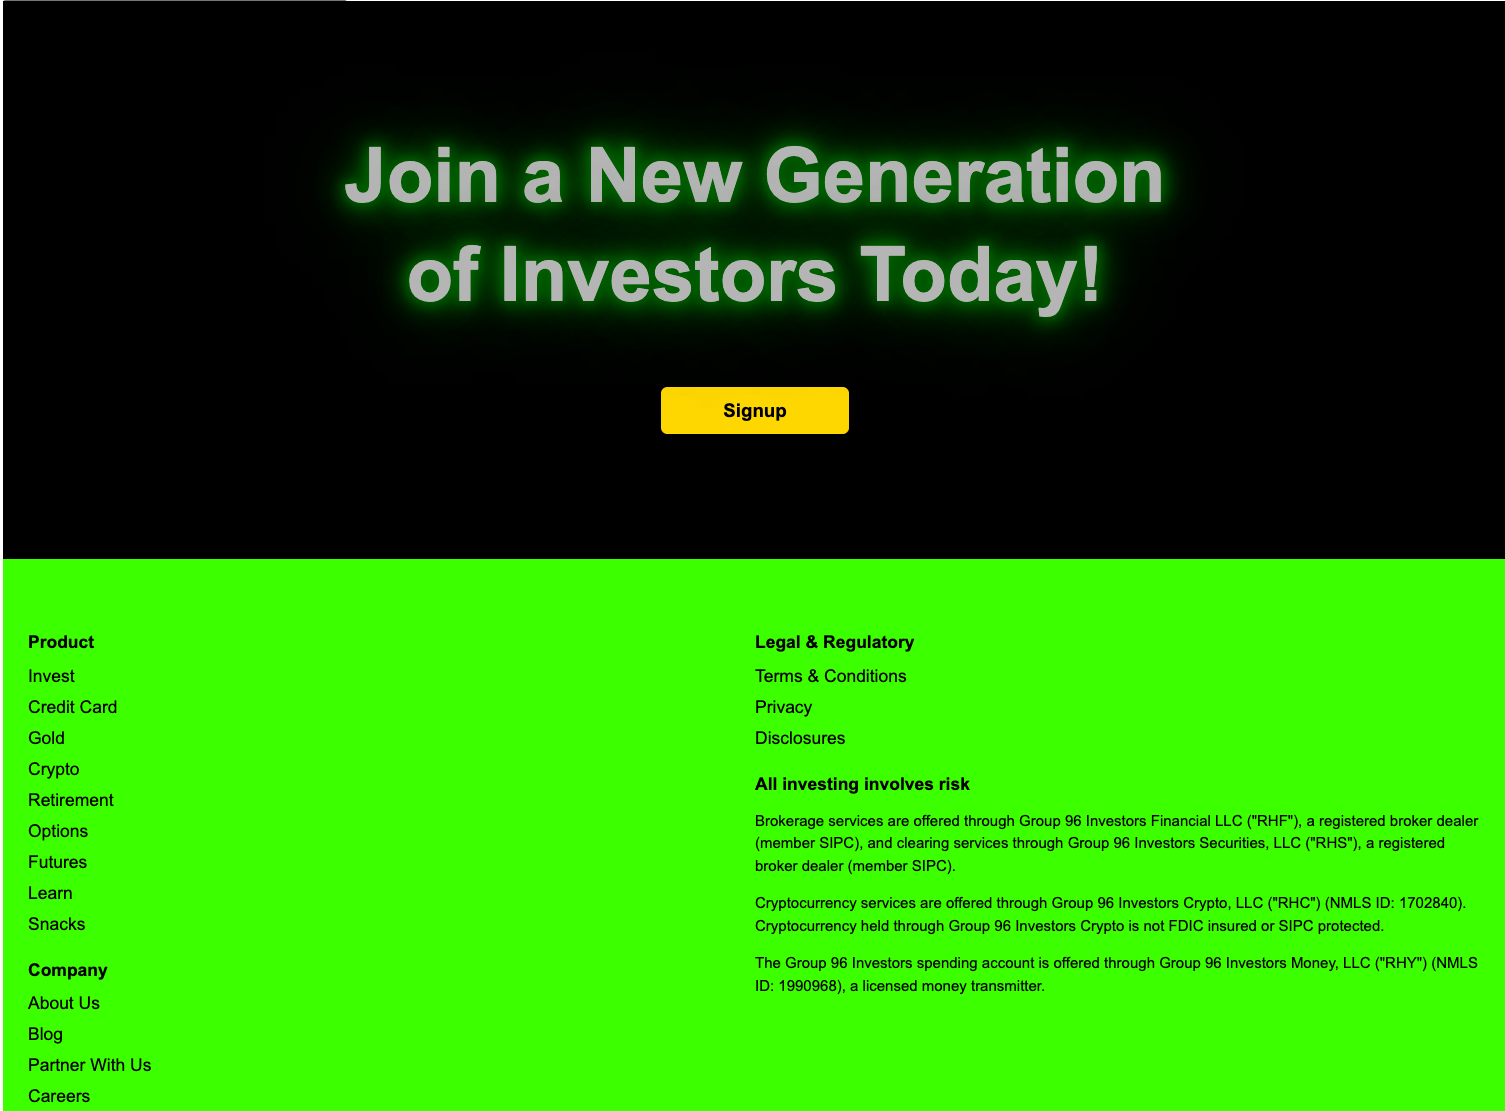 Join a New Generation
of Investors Today!
Signup
Product
Invest
Credit Card
Gold
Crypto
Retirement
Options
Futures
Learn
Snacks
Company
About Us
Blog
Partner With Us
Careers
Legal & Regulatory
Terms & Conditions
Privacy
Disclosures
All investing involves risk
Brokerage services are offered through Group 96 Investors Financial LLC ("RHF"), a registered broker dealer
(member SIPC), and clearing services through Group 96 Investors Securities, LLC ("RHS"), a registered
broker dealer (member SIPC).
Cryptocurrency services are offered through Group 96 Investors Crypto, LLC ("RHC") (NMLS ID: 1702840).
Cryptocurrency held through Group 96 Investors Crypto is not FDIC insured or SIPC protected.
The Group 96 Investors spending account is offered through Group 96 Investors Money, LLC ("RHY") (NMLS
ID: 1990968), a licensed money transmitter.